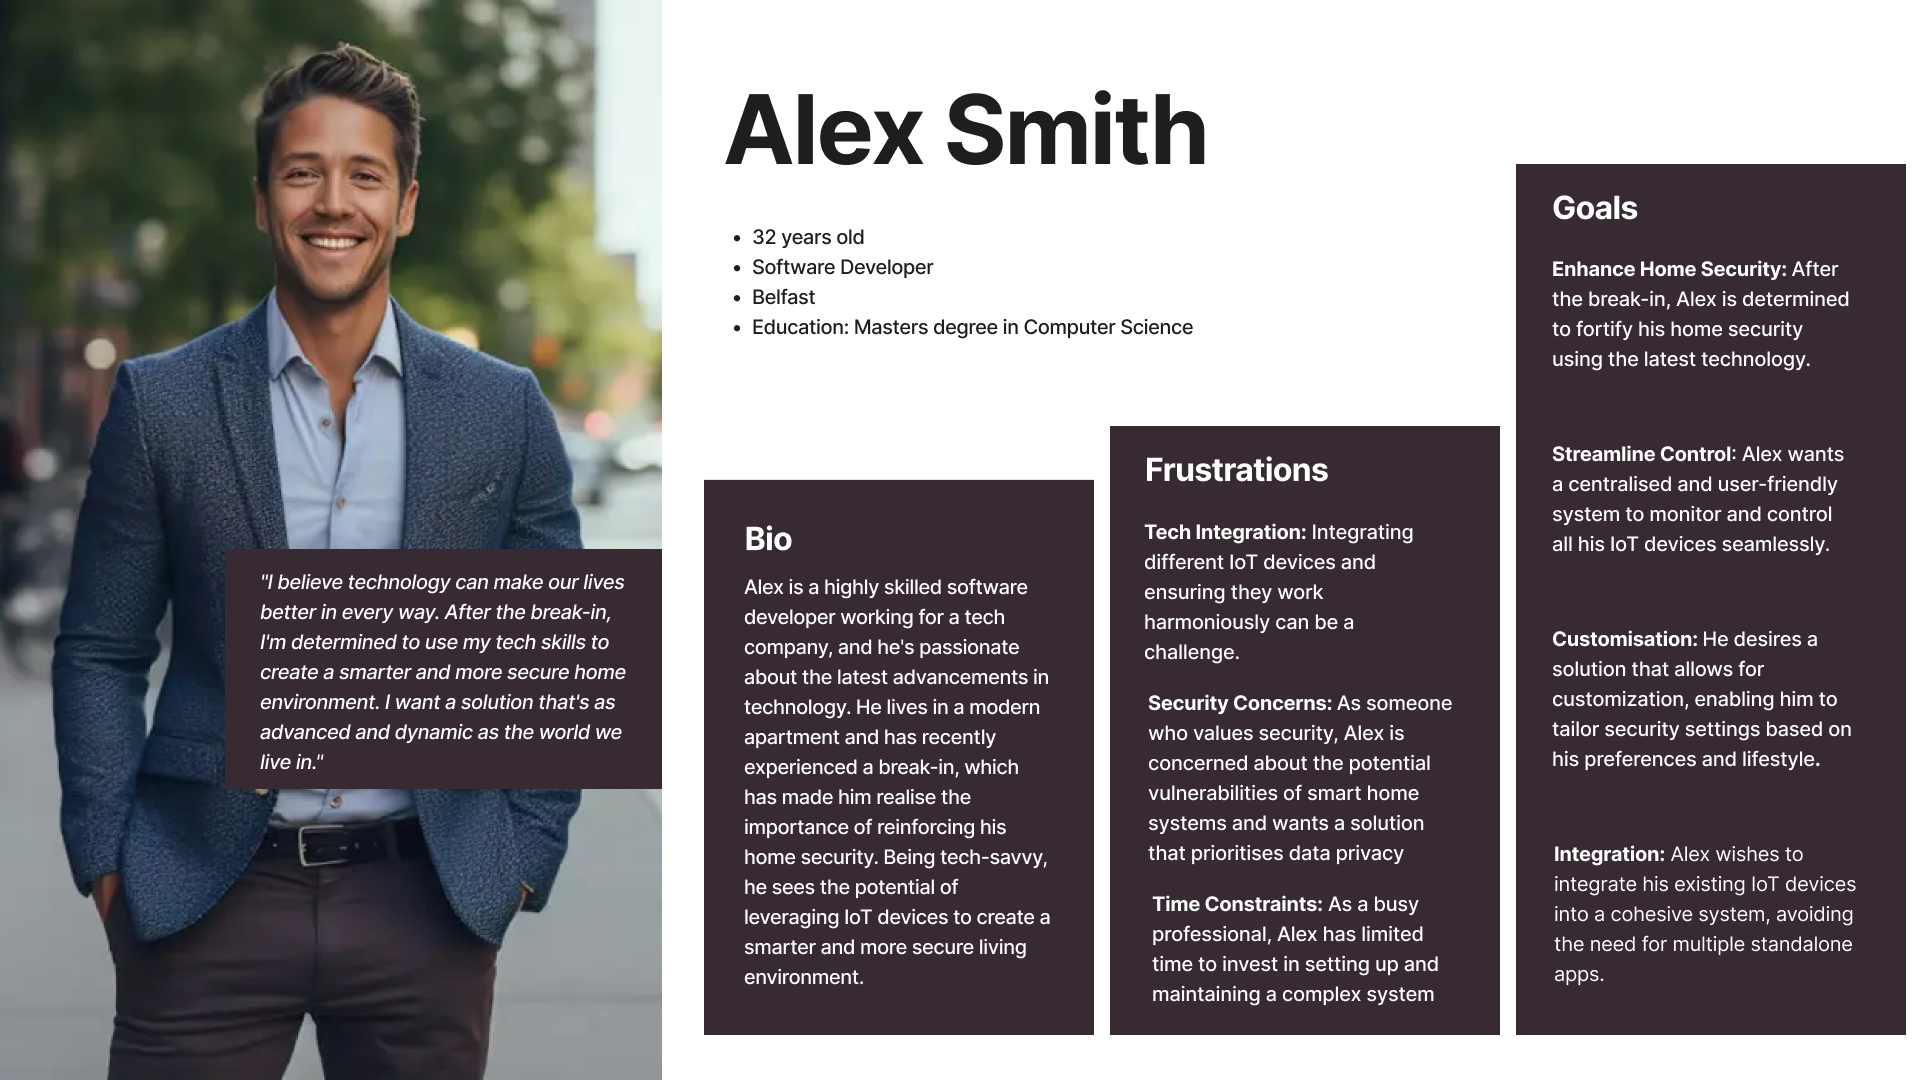 Alex Smith
• 32 years old
• Software Developer
• Belfast
• Education: Masters degree in Computer Science
"I believe technology can make our lives
better in every way. After the break-in,
I'm determined to use my tech skills to
create a smarter and more secure home
environment. I want a solution that's as
advanced and dynamic as the world we
live in."
Bio
Alex is a highly skilled software
developer working for a tech
company, and he's passionate
about the latest advancements in
technology. He lives in a modern
apartment and has recently
experienced a break-in, which
has made him realise the
importance of reinforcing his
home security. Being tech-savvy,
he sees the potential of
leveraging IoT devices to create a
smarter and more secure living
environment.
Frustrations
Tech Integration: Integrating
different IoT devices and
ensuring they work
harmoniously can be a
challenge.
Security Concerns: As someone
who values security, Alex is
concerned about the potential
vulnerabilities of smart home
systems and wants a solution
that prioritises data privacy
Time Constraints: As a busy
professional, Alex has limited
time to invest in setting up and
maintaining a complex system
Goals
Enhance Home Security: After
the break-in, Alex is determined
to fortify his home security
using the latest technology.
Streamline Control: Alex wants
a centralised and user-friendly
system to monitor and control
all his IoT devices seamlessly.
Customisation: He desires a
solution that allows for
customization, enabling him to
tailor security settings based on
his preferences and lifestyle.
Integration: Alex wishes to
integrate his existing IoT devices
into a cohesive system, avoiding
the need for multiple standalone
apps.